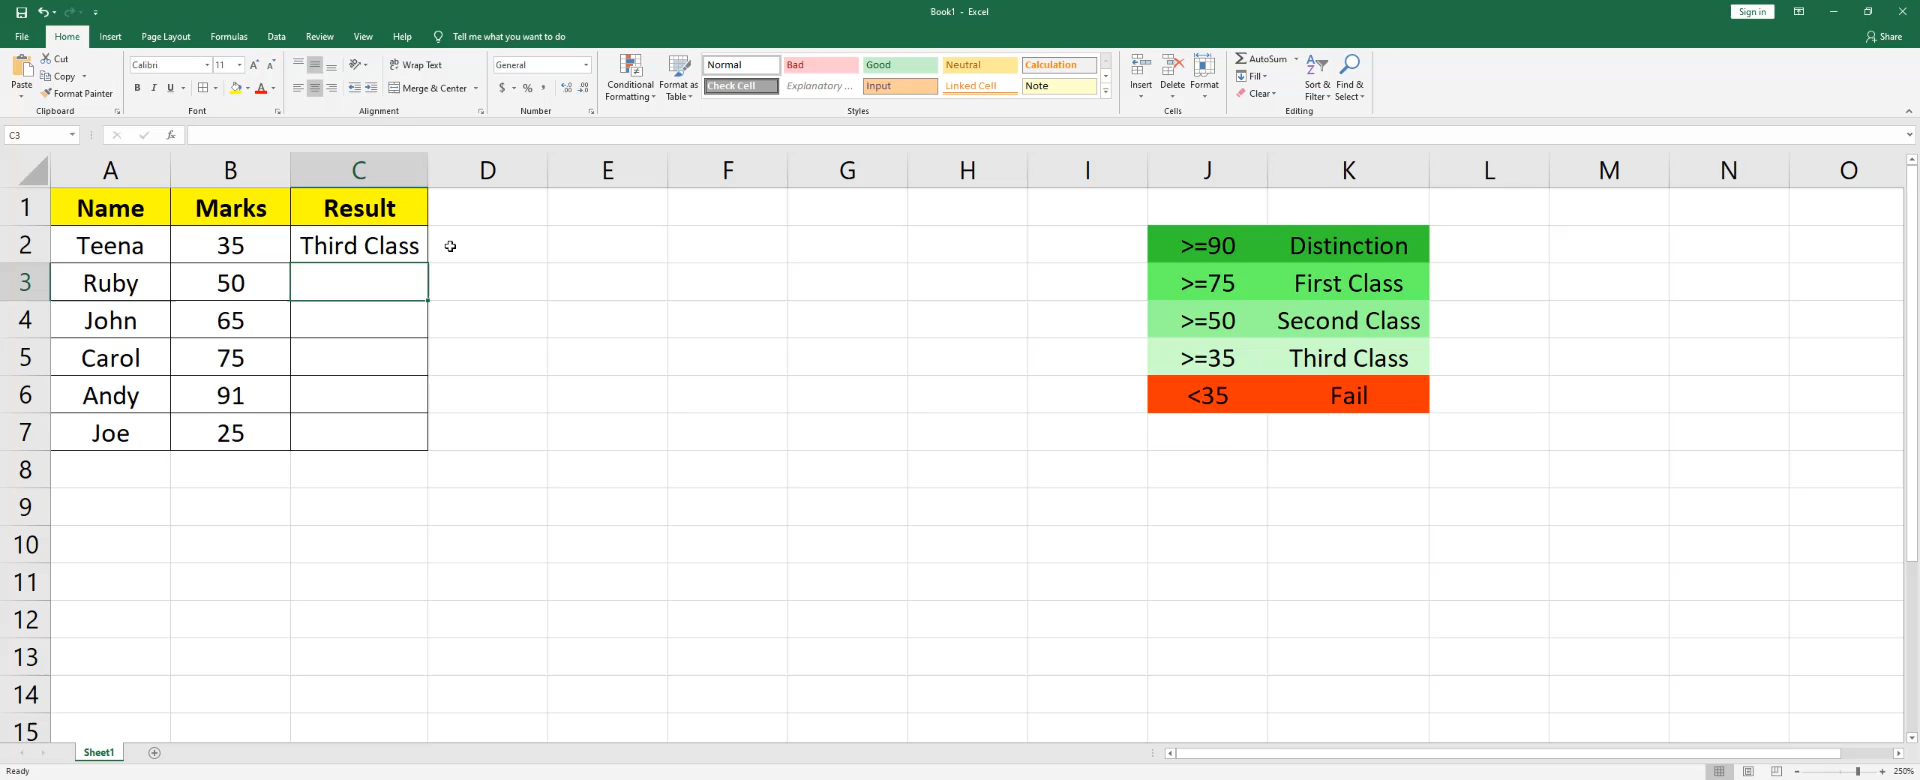 Book1 - Excel
Sign in
File Home Insert Page Layout Formulas Data Review View Help Tell me what you want to do
Share
Paste
Cut
Copy
Format Painter
Clipboard
Calibri 11
B I U
Font
Wrap Text
Merge & Center
Alignment
General
$ % ,
Number
Conditional
Formatting
Format as
Table
Normal Bad Good Neutral Calculation
Check Cell Explanatory ... Input Linked Cell Note
Styles
Insert Delete Format
Cells
AutoSum
Fill
Clear
Sort &
Filter
Find &
Select
Editing
C3
fx
A B C D E F G H I J K L M N O
1 Name Marks Result
2 Teena 35 Third Class >=90 Distinction
3 Ruby 50 >=75 First Class
4 John 65 >=50 Second Class
5 Carol 75 >=35 Third Class
6 Andy 91 <35 Fail
7 Joe 25
8
9
10
11
12
13
14
15
Sheet1
Ready
250%